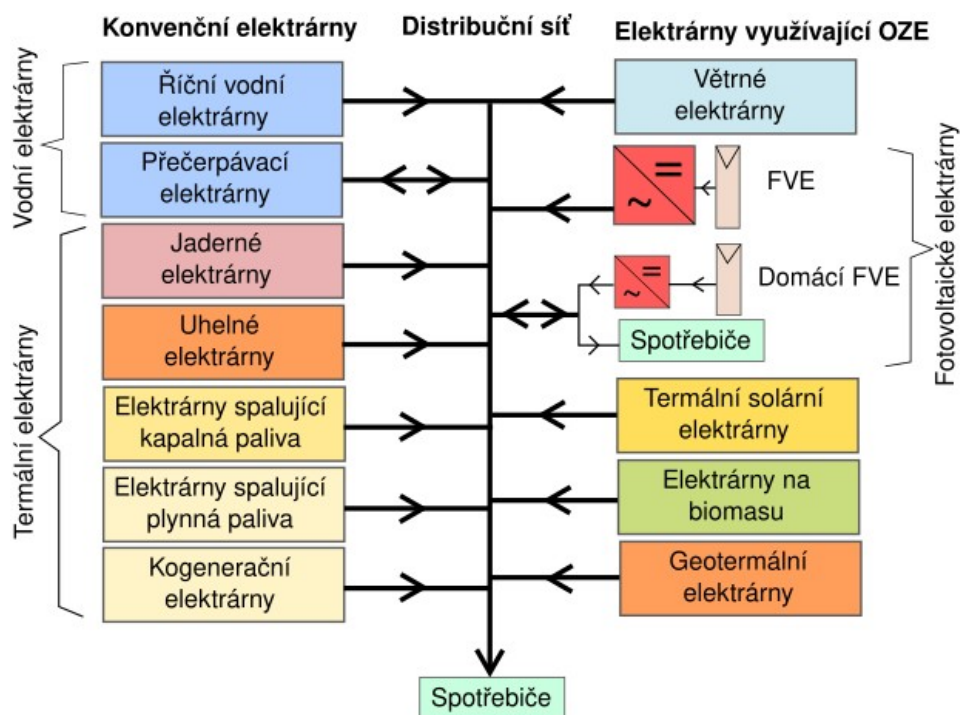 Konvenční elektrárny
Distribuční síť
Elektrárny využívající OZE
Vodní elektrárny
Říční vodní
elektrárny
Přečerpávací
elektrárny
Termální elektrárny
Jaderné
elektrárny
Uhelné
elektrárny
Elektrárny spalující
kapalná paliva
Elektrárny spalující
plynná paliva
Kogenerační
elektrárny
Větrné
elektrárny
=
~
FVE
=
~
Domácí FVE
Spotřebiče
Fotovoltaické elektrárny
Termální solární
elektrárny
Elektrárny na
biomasu
Geotermální
elektrárny
Spotřebiče